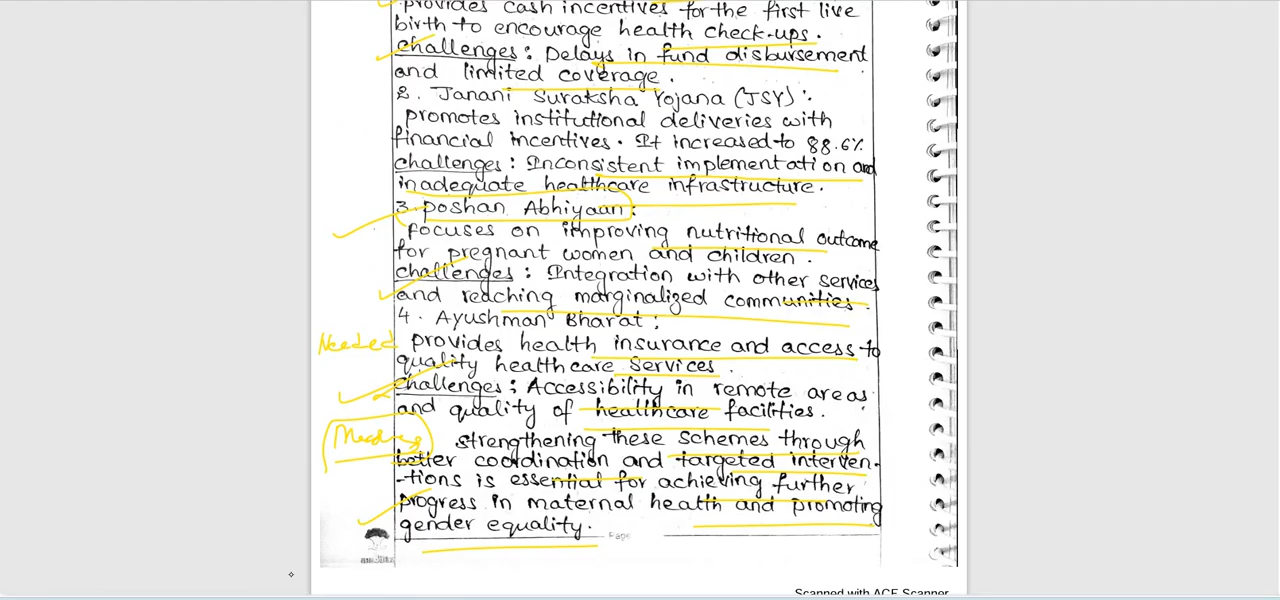 provides cash incentives for the first live
birth to encourage health check-ups.
challenges: Delays in fund disbursement
and limited coverage.
2. Janani Suraksha Yojana (JSY):
promotes institutional deliveries with
financial incentives. It increased to 88.6%
challenges: Inconsistent implementation and
inadequate healthcare infrastructure.
3. poshan Abhiyaan:
focuses on improving nutritional outcome
for pregnant women and children.
challenges: Integration with other services
and reaching marginalized communities.
4. Ayushman Bharat:
Needed provides health insurance and access to
quality healthcare services.
challenges: Accessibility in remote areas
and quality of healthcare facilities.
strengthening these schemes through
better coordination and targeted interven-
-tions is essential for achieving further
progress in maternal health and promoting
gender equality.
Page
Scanned with ACE Scanner